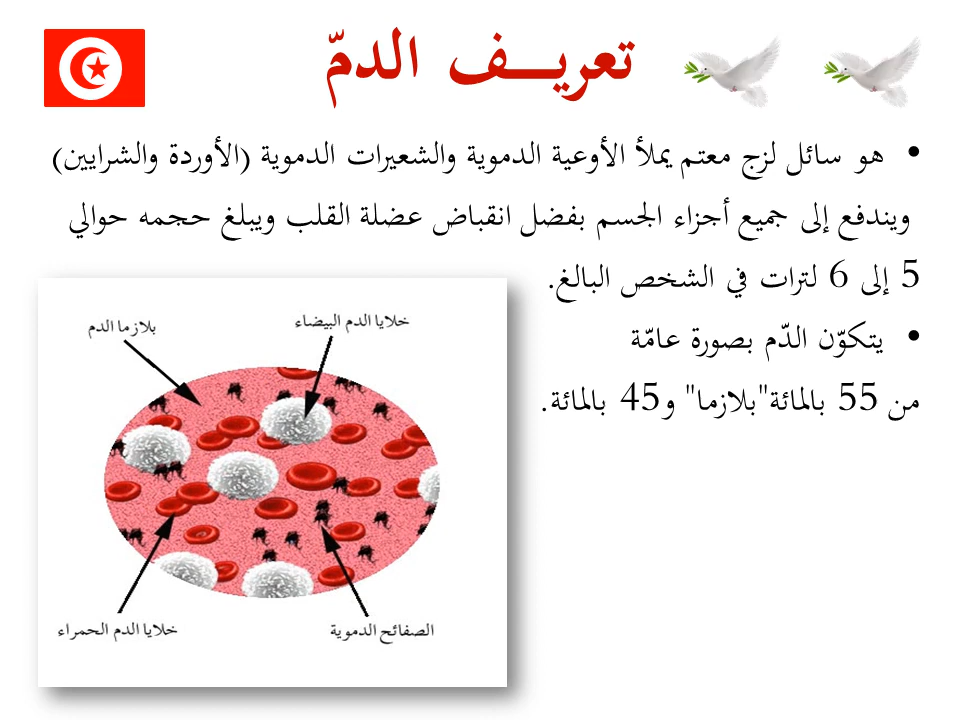 تعريـــف الدمّ
• هو سائل لزج معتم يملأ الأوعية الدموية والشعيرات الدموية (الأوردة والشرايين)
ويندفع إلى جميع أجزاء الجسم بفضل انقباض عضلة القلب ويبلغ حجمه حوالي
5 إلى 6 لترات في الشخص البالغ.
• يتكوّن الدّم بصورة عامّة
من 55 بالمائة"بلازما" و45 بالمائة.
خلايا الدم البيضاء
بلازما الدم
الصفائح الدموية
خلايا الدم الحمراء